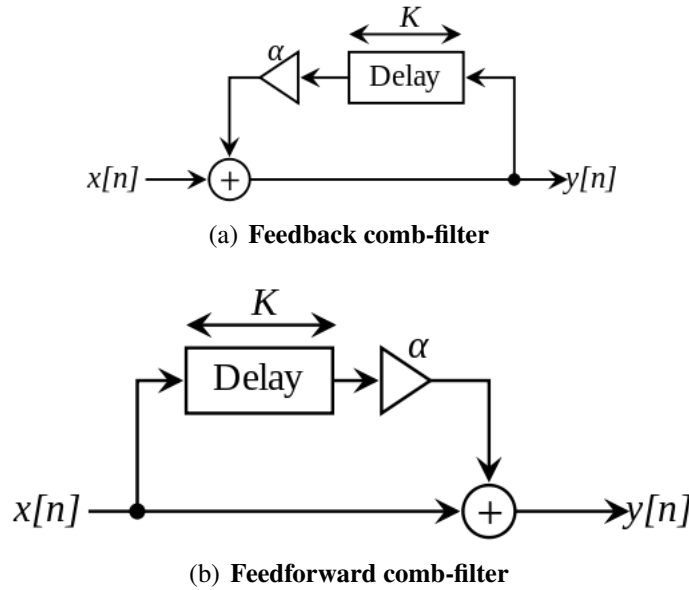 K
α
Delay
x[n] + y[n]
(a) Feedback comb-filter
K
α
Delay
x[n] + y[n]
(b) Feedforward comb-filter